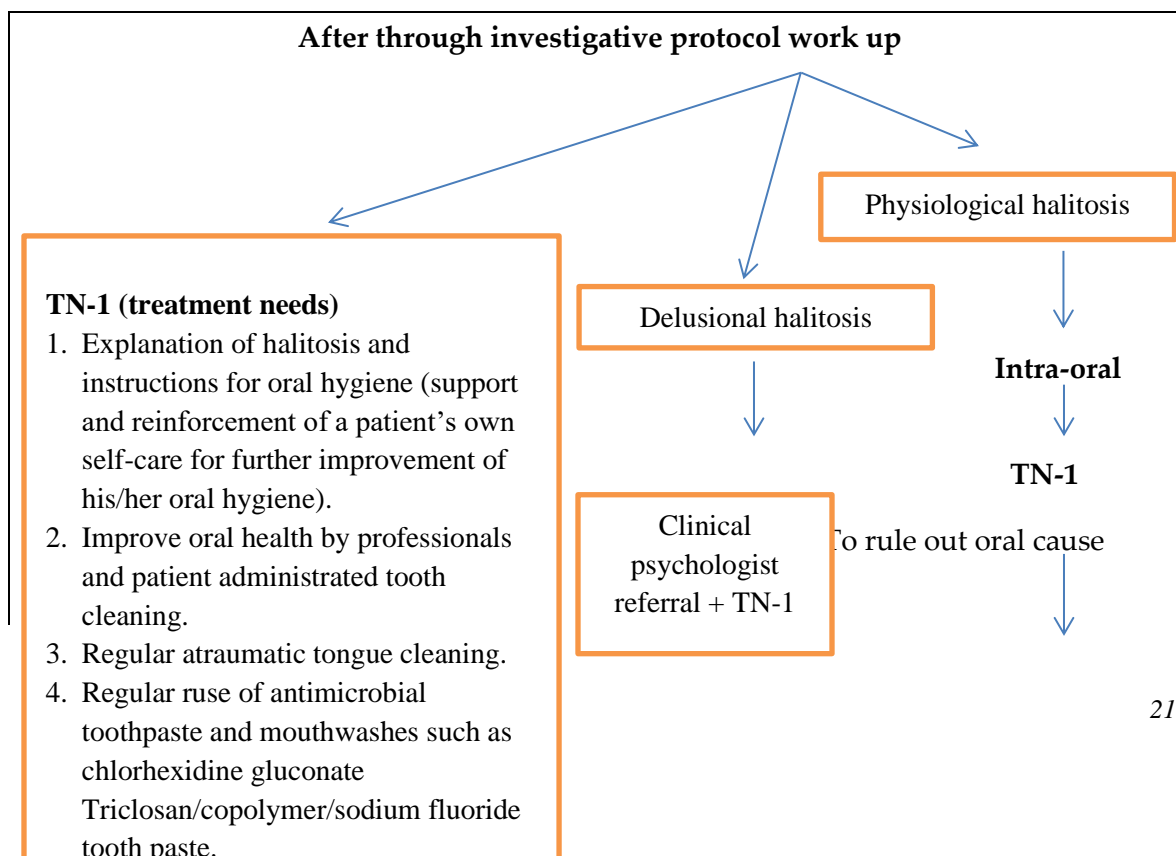 After through investigative protocol work up
Physiological halitosis
TN-1 (treatment needs)
1. Explanation of halitosis and
instructions for oral hygiene (support
and reinforcement of a patient’s own
self-care for further improvement of
his/her oral hygiene).
2. Improve oral health by professionals
and patient administrated tooth
cleaning.
3. Regular atraumatic tongue cleaning.
4. Regular ruse of antimicrobial
toothpaste and mouthwashes such as
chlorhexidine gluconate
Triclosan/copolymer/sodium fluoride
tooth paste.
Delusional halitosis
Clinical
psychologist
referral + TN-1
Intra-oral
TN-1
To rule out oral cause
21